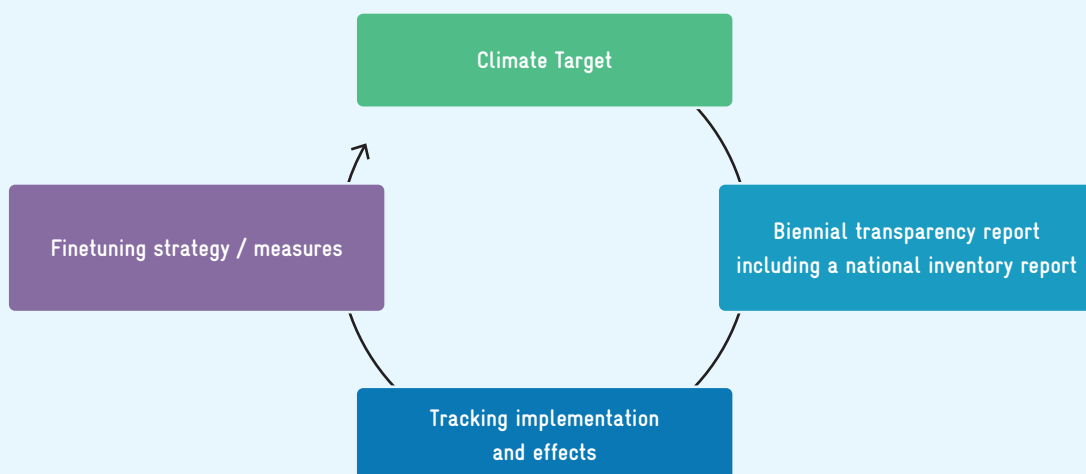 Climate Target
Biennial transparency report
including a national inventory report
Tracking implementation
and effects
Finetuning strategy / measures